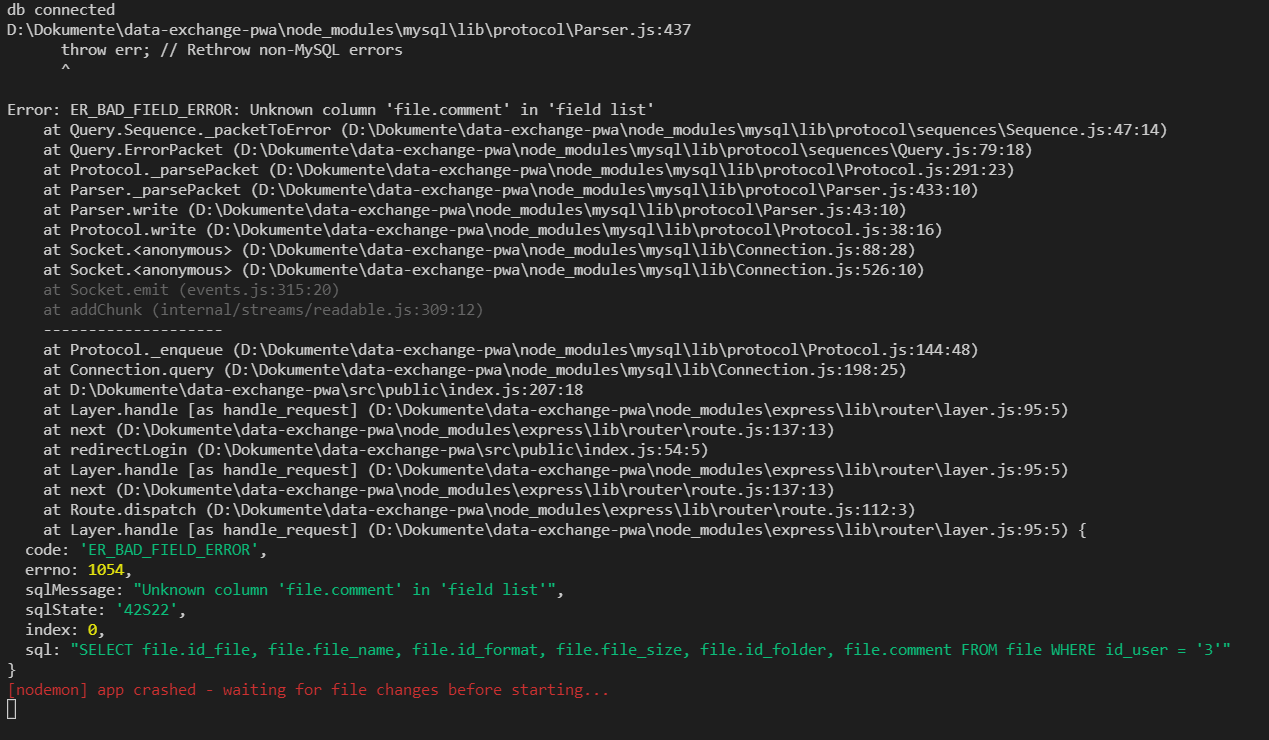 db connected
D:\Dokumente\data-exchange-pwa\node_modules\mysql\lib\protocol\Parser.js:437
      throw err; // Rethrow non-MySQL errors
      ^

Error: ER_BAD_FIELD_ERROR: Unknown column 'file.comment' in 'field list'
    at Query.Sequence._packetToError (D:\Dokumente\data-exchange-pwa\node_modules\mysql\lib\protocol\sequences\Sequence.js:47:14)
    at Query.ErrorPacket (D:\Dokumente\data-exchange-pwa\node_modules\mysql\lib\protocol\sequences\Query.js:79:18)
    at Protocol._parsePacket (D:\Dokumente\data-exchange-pwa\node_modules\mysql\lib\protocol\Protocol.js:291:23)
    at Parser._parsePacket (D:\Dokumente\data-exchange-pwa\node_modules\mysql\lib\protocol\Parser.js:433:10)
    at Parser.write (D:\Dokumente\data-exchange-pwa\node_modules\mysql\lib\protocol\Parser.js:43:10)
    at Protocol.write (D:\Dokumente\data-exchange-pwa\node_modules\mysql\lib\protocol\Protocol.js:38:16)
    at Socket.<anonymous> (D:\Dokumente\data-exchange-pwa\node_modules\mysql\lib\Connection.js:88:28)
    at Socket.<anonymous> (D:\Dokumente\data-exchange-pwa\node_modules\mysql\lib\Connection.js:526:10)
    at Socket.emit (events.js:315:20)
    at addChunk (internal/streams/readable.js:309:12)
    --------------------
    at Protocol._enqueue (D:\Dokumente\data-exchange-pwa\node_modules\mysql\lib\protocol\Protocol.js:144:48)
    at Connection.query (D:\Dokumente\data-exchange-pwa\node_modules\mysql\lib\Connection.js:198:25)
    at D:\Dokumente\data-exchange-pwa\src\public\index.js:207:18
    at Layer.handle [as handle_request] (D:\Dokumente\data-exchange-pwa\node_modules\express\lib\router\layer.js:95:5)
    at next (D:\Dokumente\data-exchange-pwa\node_modules\express\lib\router\route.js:137:13)
    at redirectLogin (D:\Dokumente\data-exchange-pwa\src\public\index.js:54:5)
    at Layer.handle [as handle_request] (D:\Dokumente\data-exchange-pwa\node_modules\express\lib\router\layer.js:95:5)
    at next (D:\Dokumente\data-exchange-pwa\node_modules\express\lib\router\route.js:137:13)
    at Route.dispatch (D:\Dokumente\data-exchange-pwa\node_modules\express\lib\router\route.js:112:3)
    at Layer.handle [as handle_request] (D:\Dokumente\data-exchange-pwa\node_modules\express\lib\router\layer.js:95:5) {
  code: 'ER_BAD_FIELD_ERROR',
  errno: 1054,
  sqlMessage: "Unknown column 'file.comment' in 'field list'",
  sqlState: '42S22',
  index: 0,
  sql: "SELECT file.id_file, file.file_name, file.id_format, file.file_size, file.id_folder, file.comment FROM file WHERE id_user = '3'"
}
[nodemon] app crashed - waiting for file changes before starting...